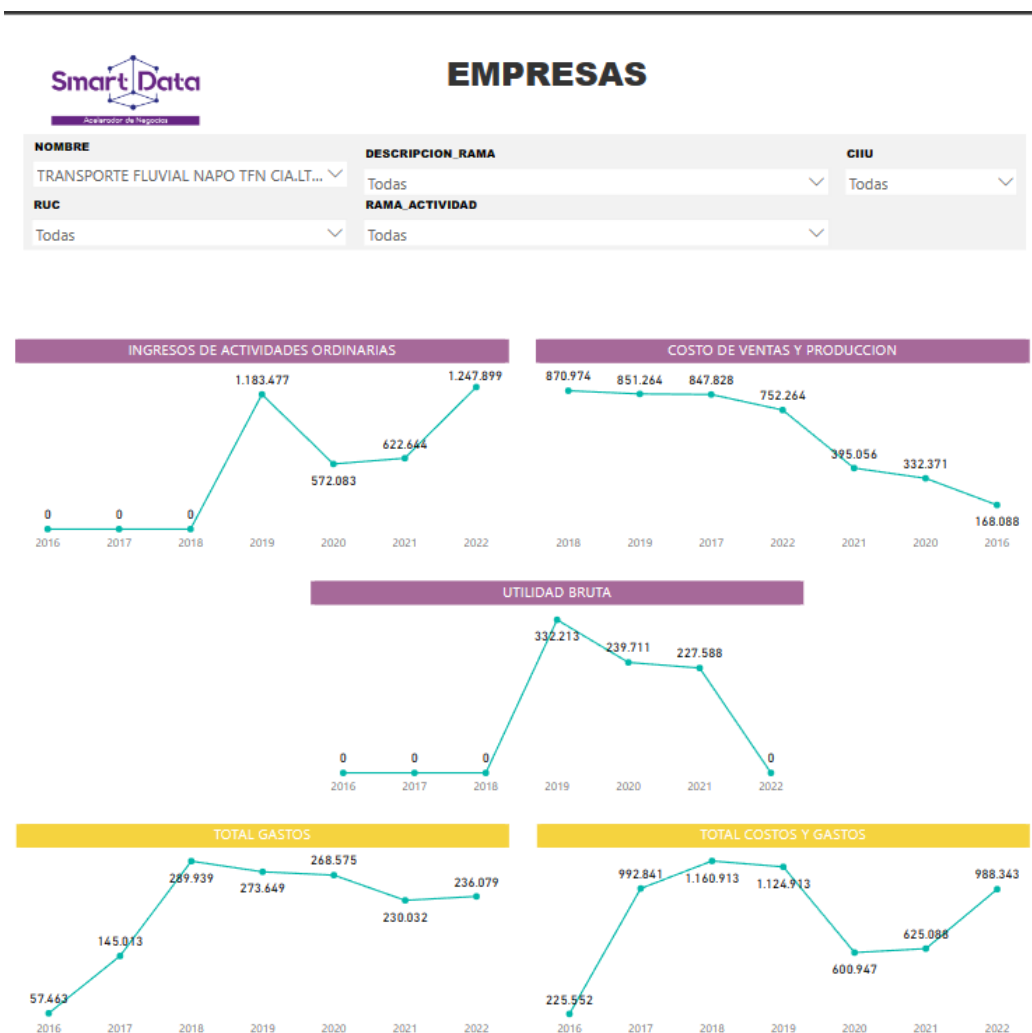 Smart Data
Acelerador de Negocios
EMPRESAS
NOMBRE
TRANSPORTE FLUVIAL NAPO TFN CIA.LT...
DESCRIPCION_RAMA
Todas
CIIU
Todas
RUC
Todas
RAMA_ACTIVIDAD
Todas
INGRESOS DE ACTIVIDADES ORDINARIAS
0 0 0 1.183.477 572.083 622.644 1.247.899
2016 2017 2018 2019 2020 2021 2022
COSTO DE VENTAS Y PRODUCCION
870.974 851.264 847.828 752.264 395.056 332.371 168.088
2018 2019 2017 2022 2021 2020 2016
UTILIDAD BRUTA
0 0 0 332.213 239.711 227.588 0
2016 2017 2018 2019 2020 2021 2022
TOTAL GASTOS
57.463 145.013 289.939 273.649 268.575 230.032 236.079
2016 2017 2018 2019 2020 2021 2022
TOTAL COSTOS Y GASTOS
225.552 992.841 1.160.913 1.124.913 600.947 625.088 988.343
2016 2017 2018 2019 2020 2021 2022